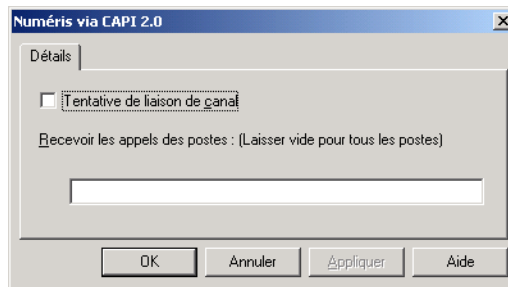 Numéris via CAPI 2.0
Détails
Tentative de liaison de canal
Recevoir les appels des postes : (Laisser vide pour tous les postes)
OK Annuler Appliquer Aide